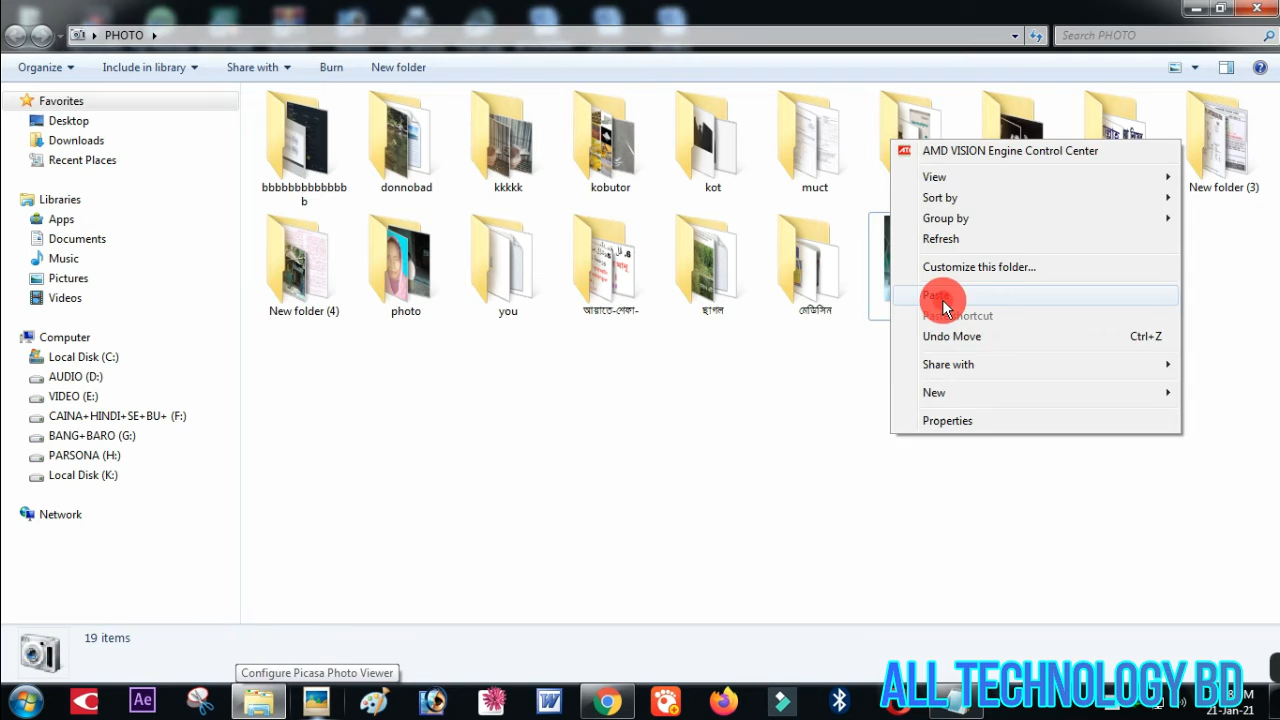 PHOTO
Search PHOTO
Organize Include in library Share with Burn New folder
Favorites
Desktop
Downloads
Recent Places
Libraries
Apps
Documents
Music
Pictures
Videos
Computer
Local Disk (C:)
AUDIO (D:)
VIDEO (E:)
CAINA+HINDI+SE+BU+ (F:)
BANG+BARO (G:)
PARSONA (H:)
Local Disk (K:)
Network
bbbbbbbbbbbbb
b
donnobad
kkkkk
kobutor
kot
muct
New folder (3)
New folder (4)
photo
you
আয়াতে-শেফা-
ছাগল
মেডিসিন
AMD VISION Engine Control Center
View
Sort by
Group by
Refresh
Customize this folder...
Paste
Paste shortcut
Undo Move Ctrl+Z
Share with
New
Properties
19 items
Configure Picasa Photo Viewer
Ae
W
ALL TECHNOLOGY BD
21-Jan-21